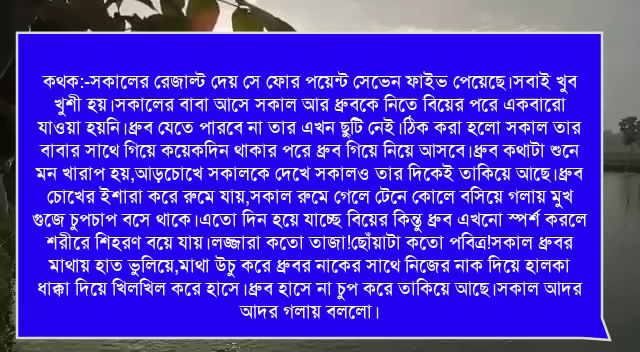 কথক:-সকালের রেজাল্ট দেয় সে ফোর পয়েন্ট সেভেন ফাইভ পেয়েছে।সবাই খুব
খুশী হয়।সকালের বাবা আসে সকাল আর ধ্রুবকে নিতে বিয়ের পরে একবারো
যাওয়া হয়নি।ধ্রুব যেতে পারবে না তার এখন ছুটি নেই।ঠিক করা হলো সকাল তার
বাবার সাথে গিয়ে কয়েকদিন থাকার পরে ধ্রুব গিয়ে নিয়ে আসবে।ধ্রুব কথাটা শুনে
মন খারাপ হয়,আড়চোখে সকালকে দেখে সকালও তার দিকেই তাকিয়ে আছে।ধ্রুব
চোখের ইশারা করে রুমে যায়,সকাল রুমে গেলে টেনে কোলে বসিয়ে গলায় মুখ
গুজে চুপচাপ বসে থাকে।এতো দিন হয়ে যাচ্ছে বিয়ের কিন্তু ধ্রুব এখনো স্পর্শ করলে
শরীরে শিহরণ বয়ে যায়।লজ্জারা কতো তাজা!ছোঁয়াটা কতো পবিত্র!সকাল ধ্রুবর
মাথায় হাত ভুলিয়ে,মাথা উচু করে ধ্রুবর নাকের সাথে নিজের নাক দিয়ে হালকা
ধাক্কা দিয়ে খিলখিল করে হাসে।ধ্রুব হাসে না চুপ করে তাকিয়ে আছে।সকাল আদর
আদর গলায় বললো।